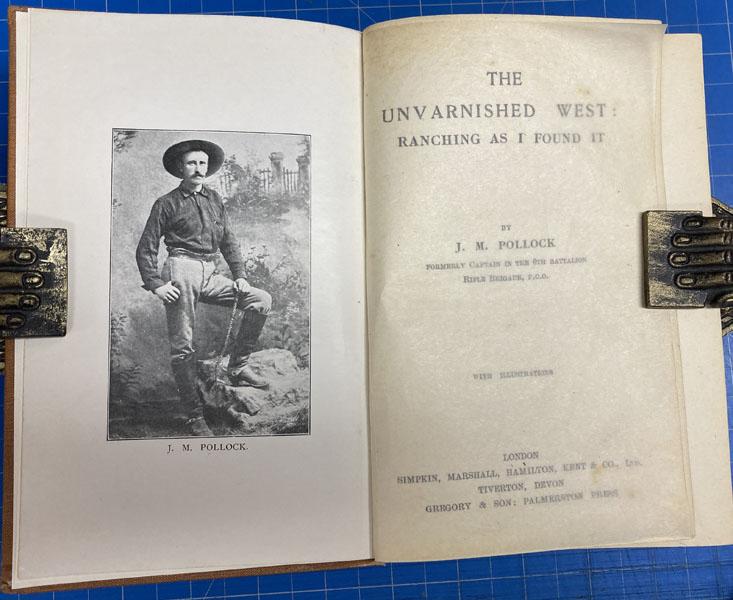 J. M. POLLOCK.
THE
UNVARNISHED WEST:
RANCHING AS I FOUND IT
BY
J. M. POLLOCK
FORMERLY CAPTAIN IN THE 6TH BATTALION
RIFLE BRIGADE, P.C.O.
WITH ILLUSTRATIONS
LONDON
SIMPKIN, MARSHALL, HAMILTON, KENT & CO., LTD.
TIVERTON, DEVON
GREGORY & SON: PALMERSTON PRESS